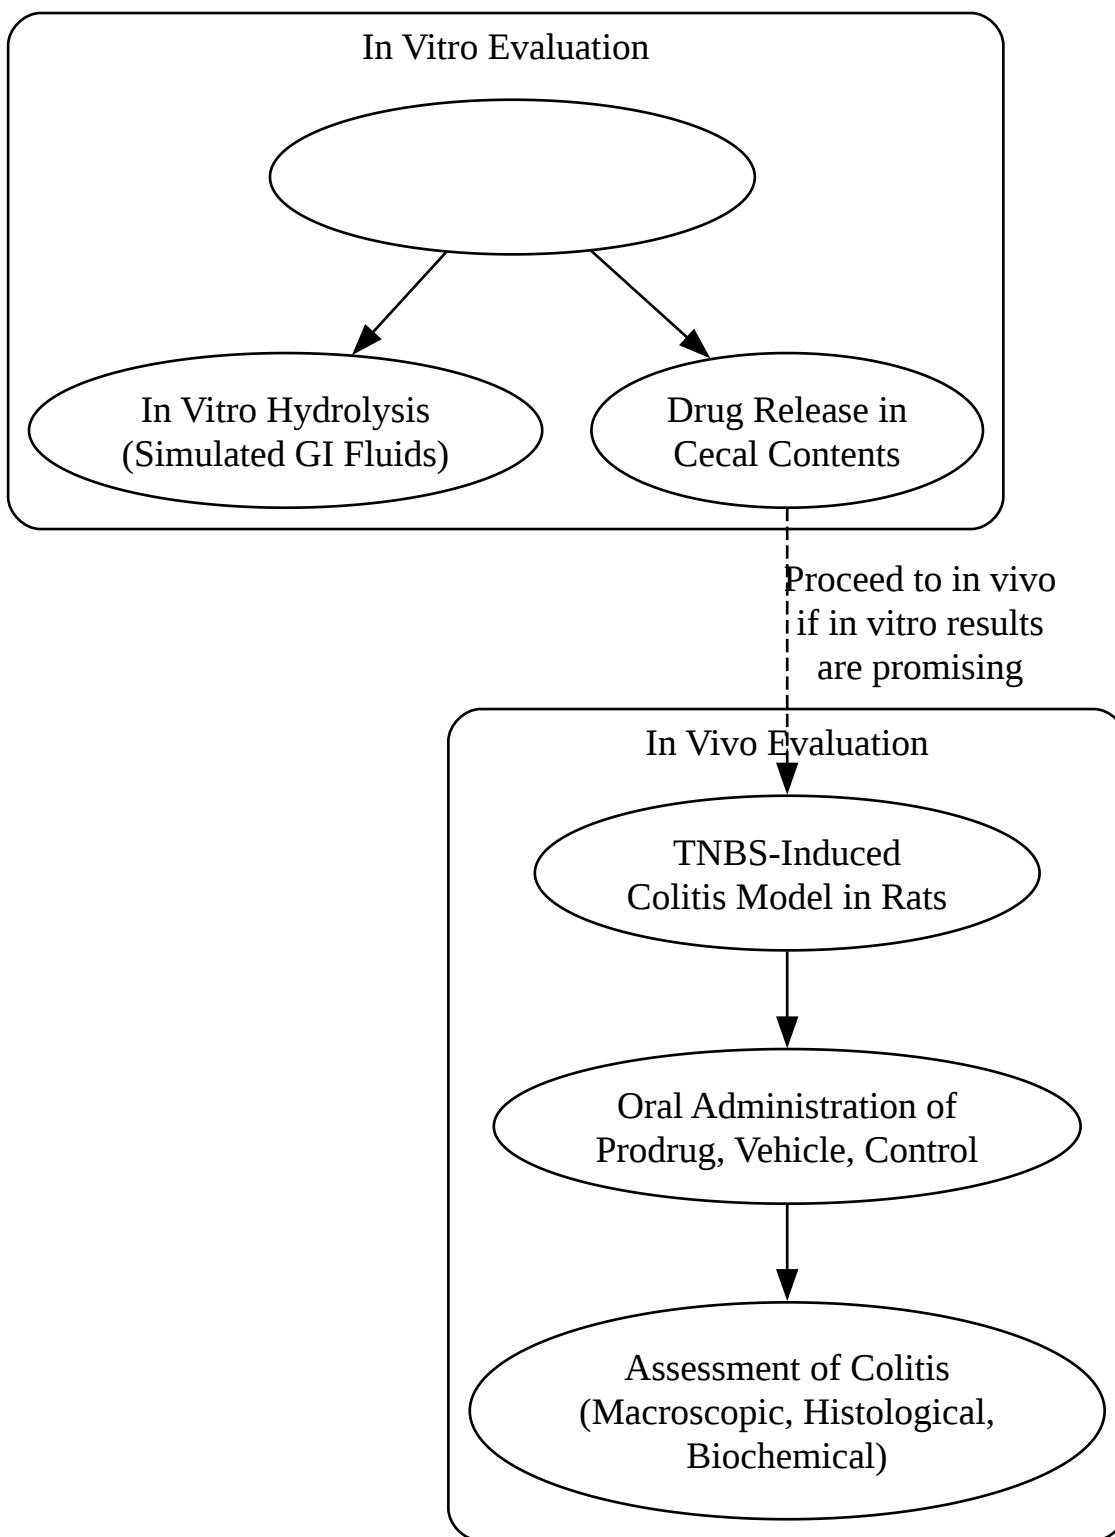 In Vitro Evaluation
In Vitro Hydrolysis
(Simulated GI Fluids)
Drug Release in
Cecal Contents
Proceed to in vivo
if in vitro results
are promising
In Vivo Evaluation
TNBS-Induced
Colitis Model in Rats
Oral Administration of
Prodrug, Vehicle, Control
Assessment of Colitis
(Macroscopic, Histological,
Biochemical)